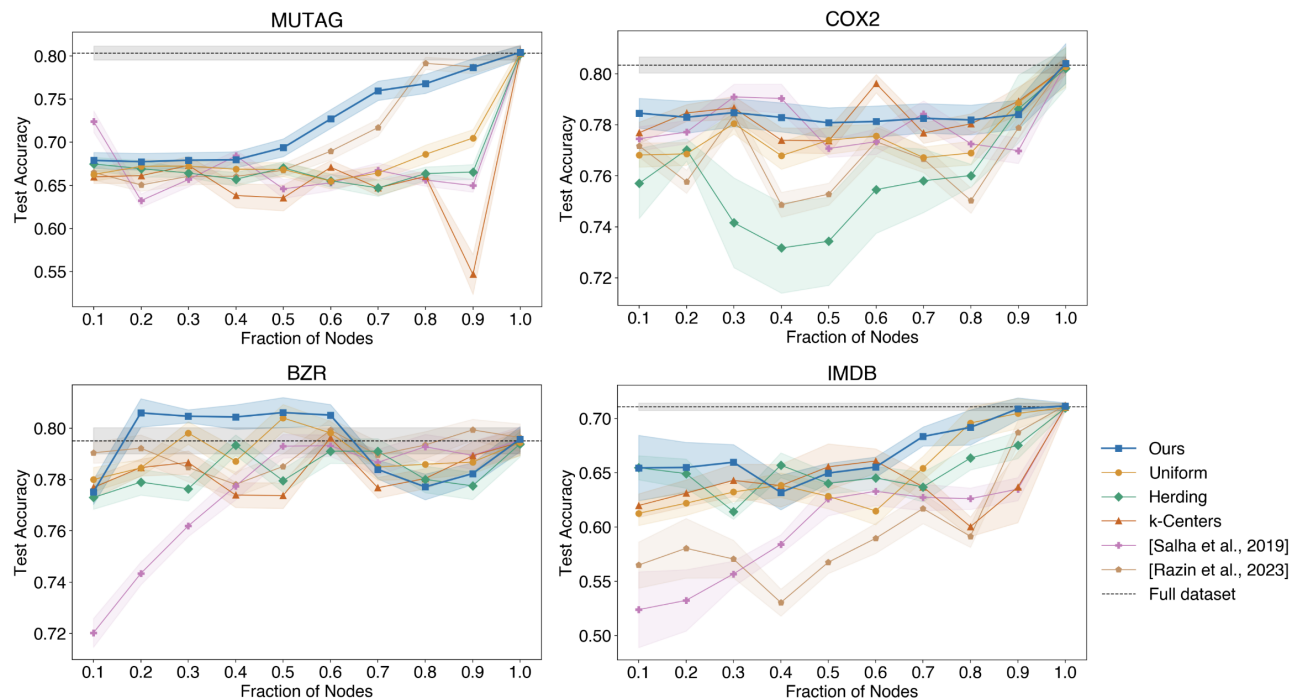 MUTAG
Test Accuracy
0.80
0.75
0.70
0.65
0.60
0.55
0.1 0.2 0.3 0.4 0.5 0.6 0.7 0.8 0.9 1.0
Fraction of Nodes
COX2
Test Accuracy
0.80
0.78
0.76
0.74
0.72
0.1 0.2 0.3 0.4 0.5 0.6 0.7 0.8 0.9 1.0
Fraction of Nodes
BZR
Test Accuracy
0.80
0.78
0.76
0.74
0.72
0.1 0.2 0.3 0.4 0.5 0.6 0.7 0.8 0.9 1.0
Fraction of Nodes
IMDB
Test Accuracy
0.70
0.65
0.60
0.55
0.50
0.1 0.2 0.3 0.4 0.5 0.6 0.7 0.8 0.9 1.0
Fraction of Nodes
Ours
Uniform
Herding
k-Centers
[Salha et al., 2019]
[Razin et al., 2023]
Full dataset